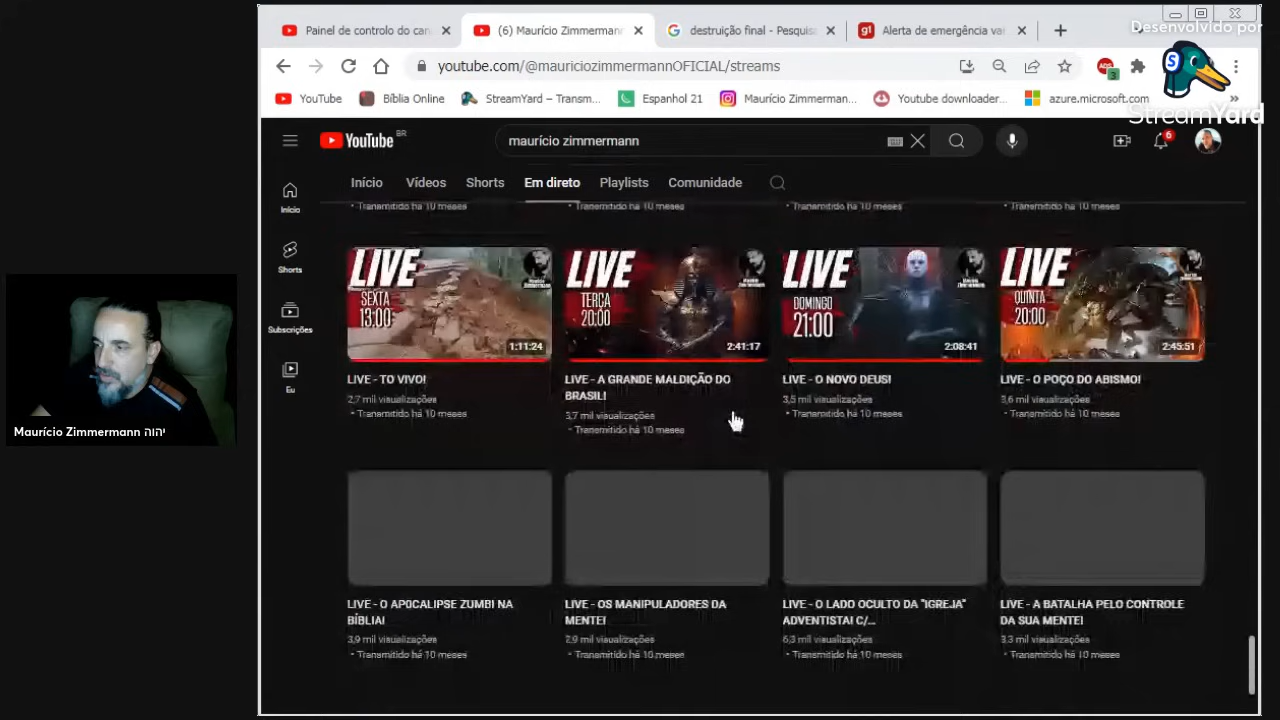 Painel de controlo do can
(6) Maurício Zimmermann
destruição final - Pesquis
g1
Alerta de emergência va
Desenvolvido por
youtube.com/@mauriciozimmermannOFICIAL/streams
3
YouTube
Bíblia Online
StreamYard – Transm...
Espanhol 21
Maurício Zimmerman...
Youtube downloader...
azure.microsoft.com
»
StreamYard
YouTube BR
maurício zimmermann
6
Início
Vídeos
Shorts
Em direto
Playlists
Comunidade
Início
Shorts
Subscrições
Eu
• Transmitido há 10 meses
• Transmitido há 10 meses
• Transmitido há 10 meses
• Transmitido há 10 meses
LIVE
SEXTA
13:00
1:11:24
LIVE
TERÇA
20:00
2:41:17
LIVE
DOMINGO
21:00
2:08:41
LIVE
QUINTA
20:00
2:45:51
LIVE - TO VIVO!
2,7 mil visualizações
• Transmitido há 10 meses
LIVE - A GRANDE MALDIÇÃO DO
BRASIL!
3,7 mil visualizações
• Transmitido há 10 meses
LIVE - O NOVO DEUS!
3,5 mil visualizações
• Transmitido há 10 meses
LIVE - O POÇO DO ABISMO!
3,6 mil visualizações
• Transmitido há 10 meses
LIVE - O APOCALIPSE ZUMBI NA
BÍBLIA!
3,9 mil visualizações
• Transmitido há 10 meses
LIVE - OS MANIPULADORES DA
MENTE!
2,9 mil visualizações
• Transmitido há 10 meses
LIVE - O LADO OCULTO DA "IGREJA"
ADVENTISTA! C/...
6,3 mil visualizações
• Transmitido há 10 meses
LIVE - A BATALHA PELO CONTROLE
DA SUA MENTE!
3,3 mil visualizações
• Transmitido há 10 meses
Maurício Zimmermann יהוה